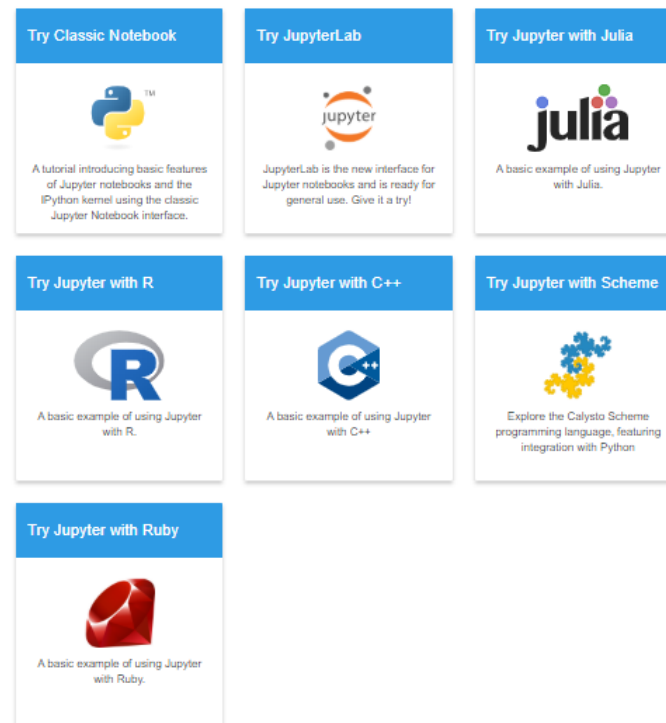 Try Classic Notebook
TM
A tutorial introducing basic features
of Jupyter notebooks and the
IPython kernel using the classic
Jupyter Notebook interface.
Try JupyterLab
jupyter
JupyterLab is the new interface for
Jupyter notebooks and is ready for
general use. Give it a try!
Try Jupyter with Julia
julia
A basic example of using Jupyter
with Julia.
Try Jupyter with R
R
A basic example of using Jupyter
with R.
Try Jupyter with C++
C++
A basic example of using Jupyter
with C++
Try Jupyter with Scheme
Explore the Calysto Scheme
programming language, featuring
integration with Python
Try Jupyter with Ruby
A basic example of using Jupyter
with Ruby.